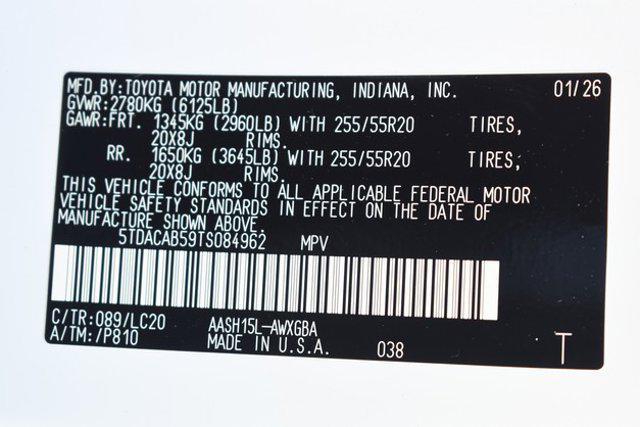 MFD.BY:TOYOTA MOTOR MANUFACTURING, INDIANA, INC. 01/26
GVWR:2780KG (6125LB)
GAWR:FRT. 1345KG (2960LB) WITH 255/55R20 TIRES,
20X8J RIMS.
RR. 1650KG (3645LB) WITH 255/55R20 TIRES,
20X8J RIMS.
THIS VEHICLE CONFORMS TO ALL APPLICABLE FEDERAL MOTOR
VEHICLE SAFETY STANDARDS IN EFFECT ON THE DATE OF
MANUFACTURE SHOWN ABOVE.
5TDACAB59TS084962 MPV
C/TR:089/LC20 AASH15L-AWXGBA
A/TM:/P810 MADE IN U.S.A. 038 T